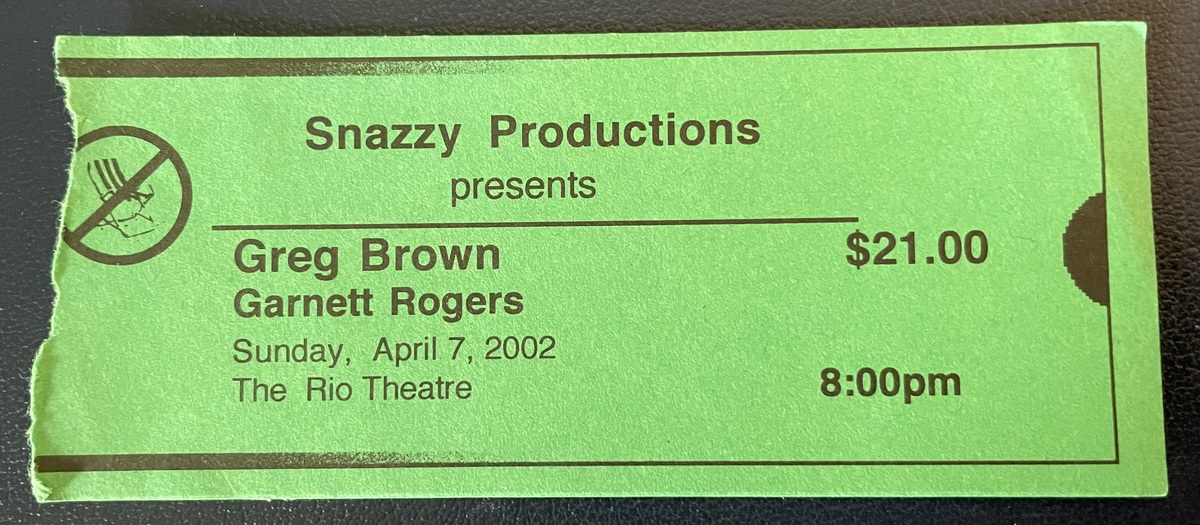 Snazzy Productions
presents
Greg Brown $21.00
Garnett Rogers
Sunday, April 7, 2002
The Rio Theatre 8:00pm